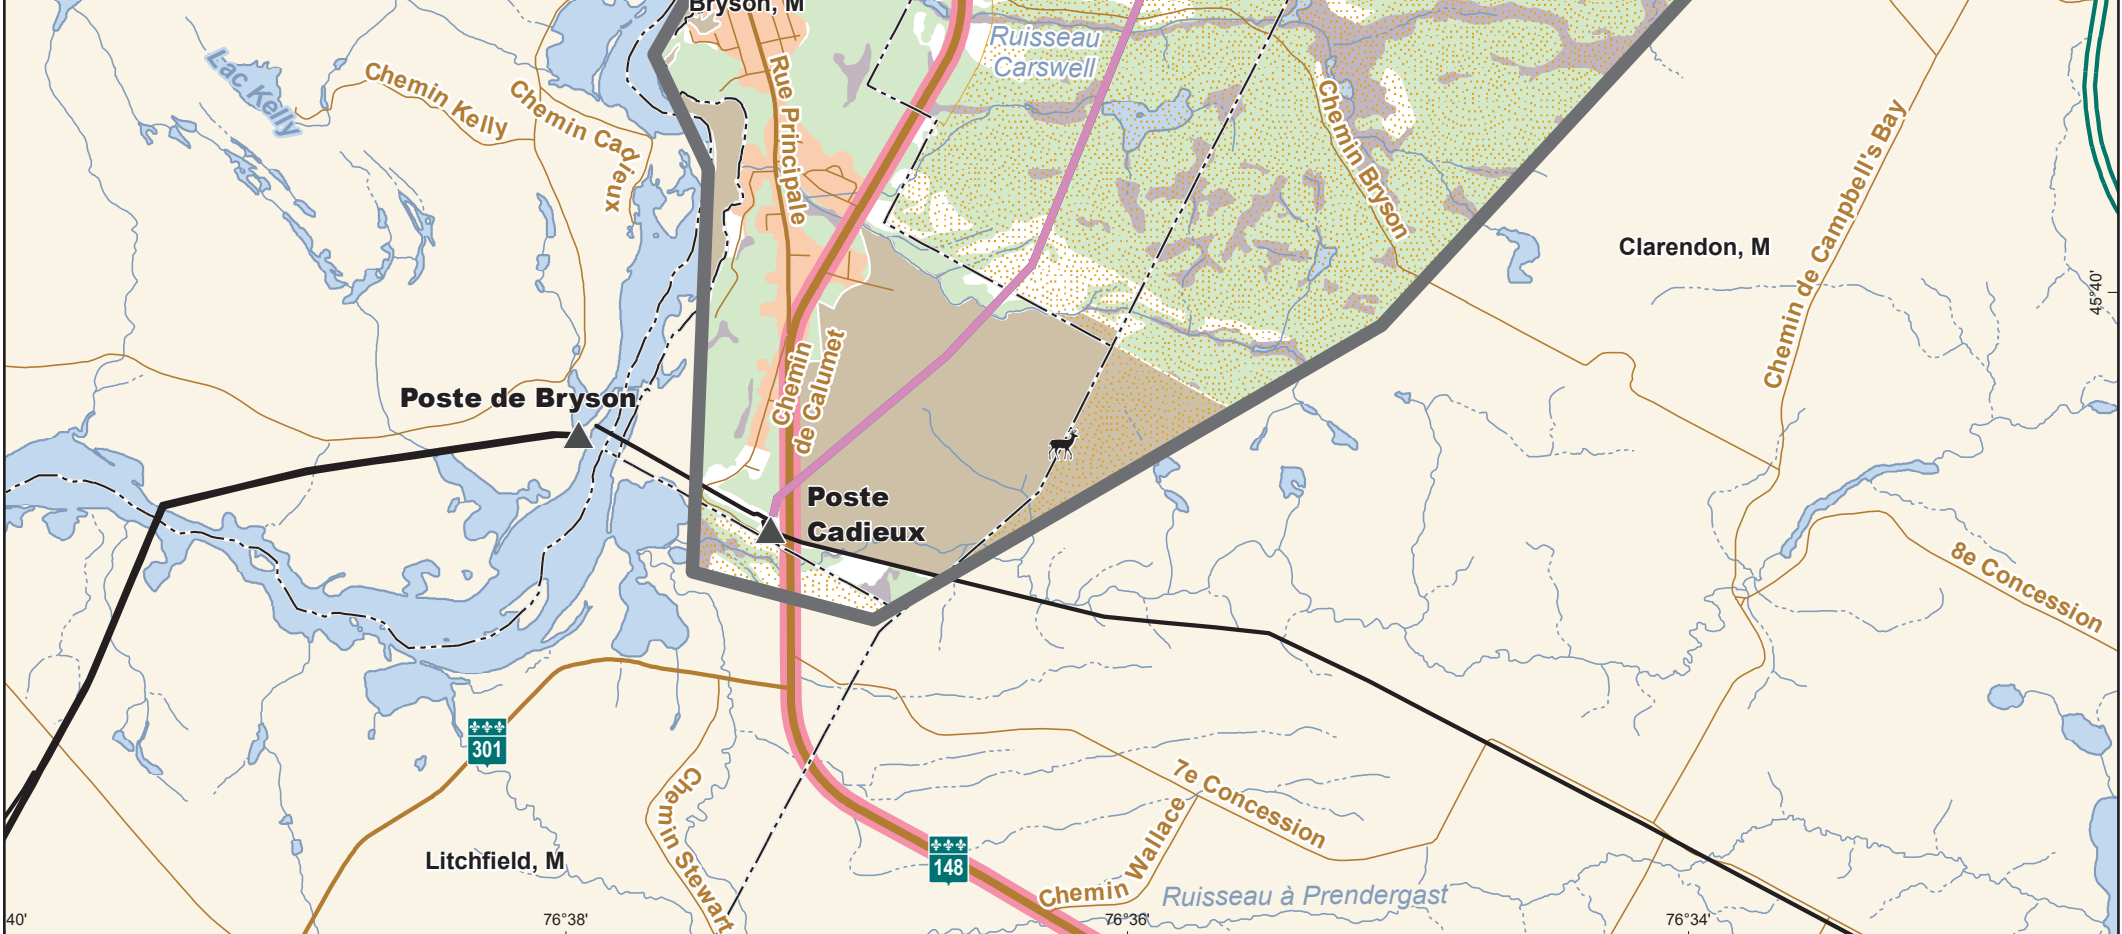 Bryson, M
Ruisseau
Carswell
Lac Kelly
Chemin Kelly
Chemin Cadieux
Rue Principale
Chemin Bryson
Chemin de Campbell's Bay
Clarendon, M
45°40'
Chemin
de Calumet
Poste de Bryson
Poste
Cadieux
8e Concession
301
7e Concession
Chemin Stewart
Chemin Wallace
148
Litchfield, M
Ruisseau à Prendergast
40'
76°38'
76°36'
76°34'